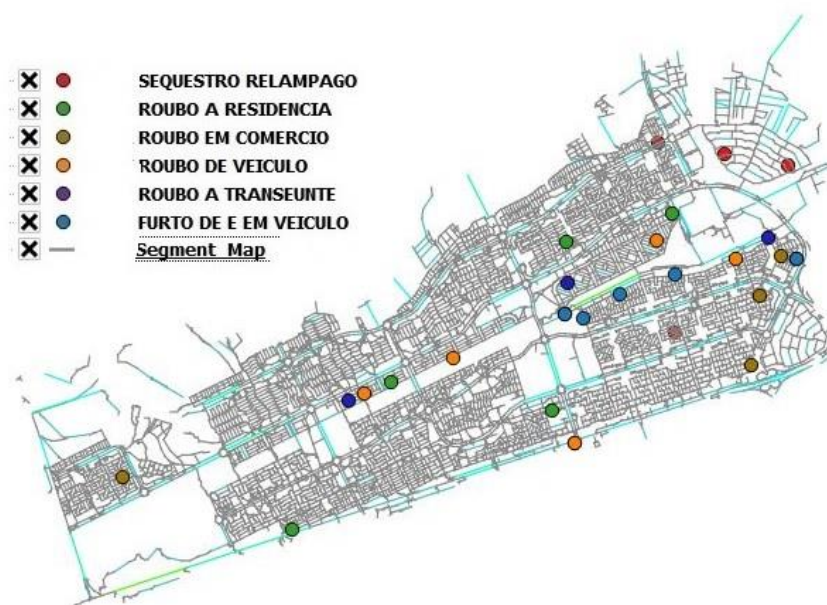 SEQUESTRO RELAMPAGO
ROUBO A RESIDENCIA
ROUBO EM COMERCIO
ROUBO DE VEICULO
ROUBO A TRANSEUNTE
FURTO DE E EM VEICULO
Segment Map